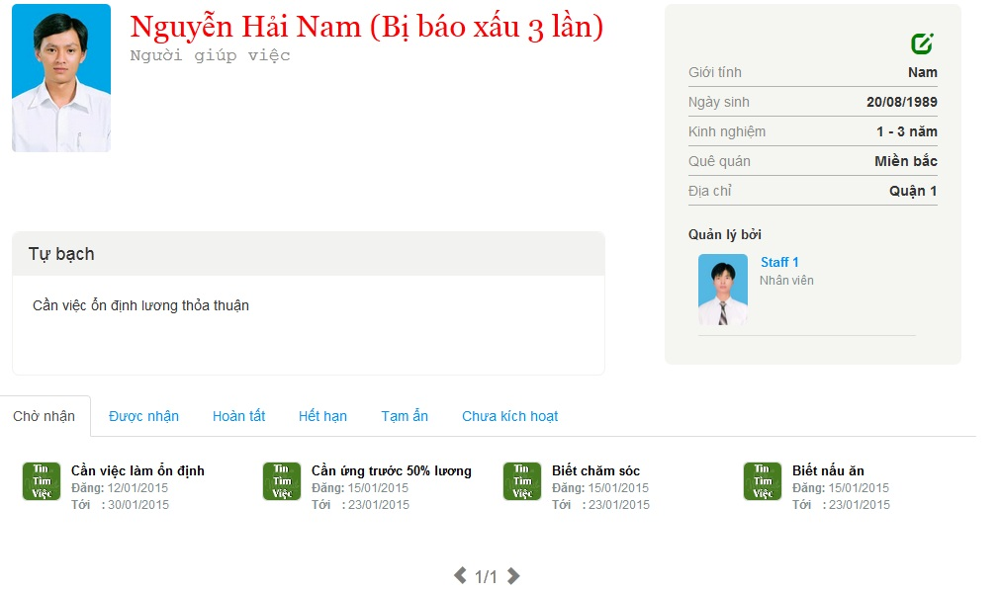 Nguyễn Hải Nam (Bị báo xấu 3 lần)
Người giúp việc
Giới tính Nam
Ngày sinh 20/08/1989
Kinh nghiệm 1 - 3 năm
Quê quán Miền bắc
Địa chỉ Quận 1
Quản lý bởi
Staff 1
Nhân viên
Tự bạch
Cần việc ổn định lương thỏa thuận
Chờ nhận Được nhận Hoàn tất Hết hạn Tạm ẩn Chưa kích hoạt
Tin
Tìm
Việc
Cần việc làm ổn định
Đăng: 12/01/2015
Tới : 30/01/2015
Tin
Tìm
Việc
Cần ứng trước 50% lương
Đăng: 15/01/2015
Tới : 23/01/2015
Tin
Tìm
Việc
Biết chăm sóc
Đăng: 15/01/2015
Tới : 23/01/2015
Tin
Tìm
Việc
Biết nấu ăn
Đăng: 15/01/2015
Tới : 23/01/2015
1/1